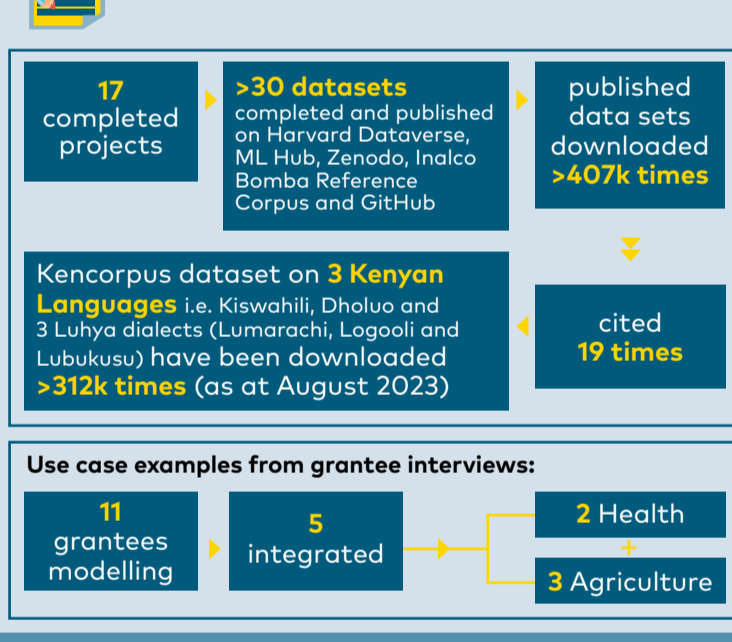 17
completed
projects
>30 datasets
completed and published
on Harvard Dataverse,
ML Hub, Zenodo, Inalco
Bomba Reference
Corpus and GitHub
published
data sets
downloaded
>407k times
cited
19 times
Kencorpus dataset on 3 Kenyan
Languages i.e. Kiswahili, Dholuo and
3 Luhya dialects (Lumarachi, Logooli and
Lubukusu) have been downloaded
>312k times (as at August 2023)
Use case examples from grantee interviews:
11
grantees
modelling
5
integrated
2 Health
+
3 Agriculture